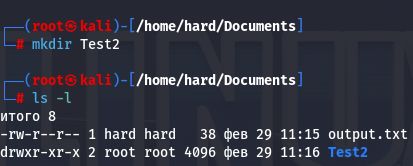 ┌──(root㉿kali)-[/home/hard/Documents]
└─# mkdir Test2
┌──(root㉿kali)-[/home/hard/Documents]
└─# ls -l
итого 8
-rw-r--r-- 1 hard hard   38 фев 29 11:15 output.txt
drwxr-xr-x 2 root root 4096 фев 29 11:16 Test2